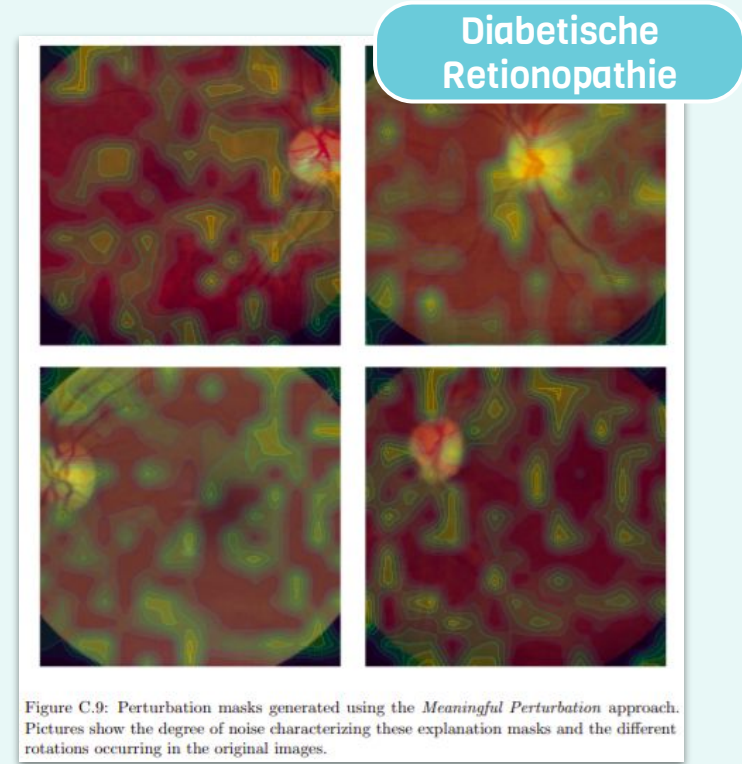 Diabetische
Retionopathie
Figure C.9: Perturbation masks generated using the Meaningful Perturbation approach.
Pictures show the degree of noise characterizing these explanation masks and the different
rotations occurring in the original images.